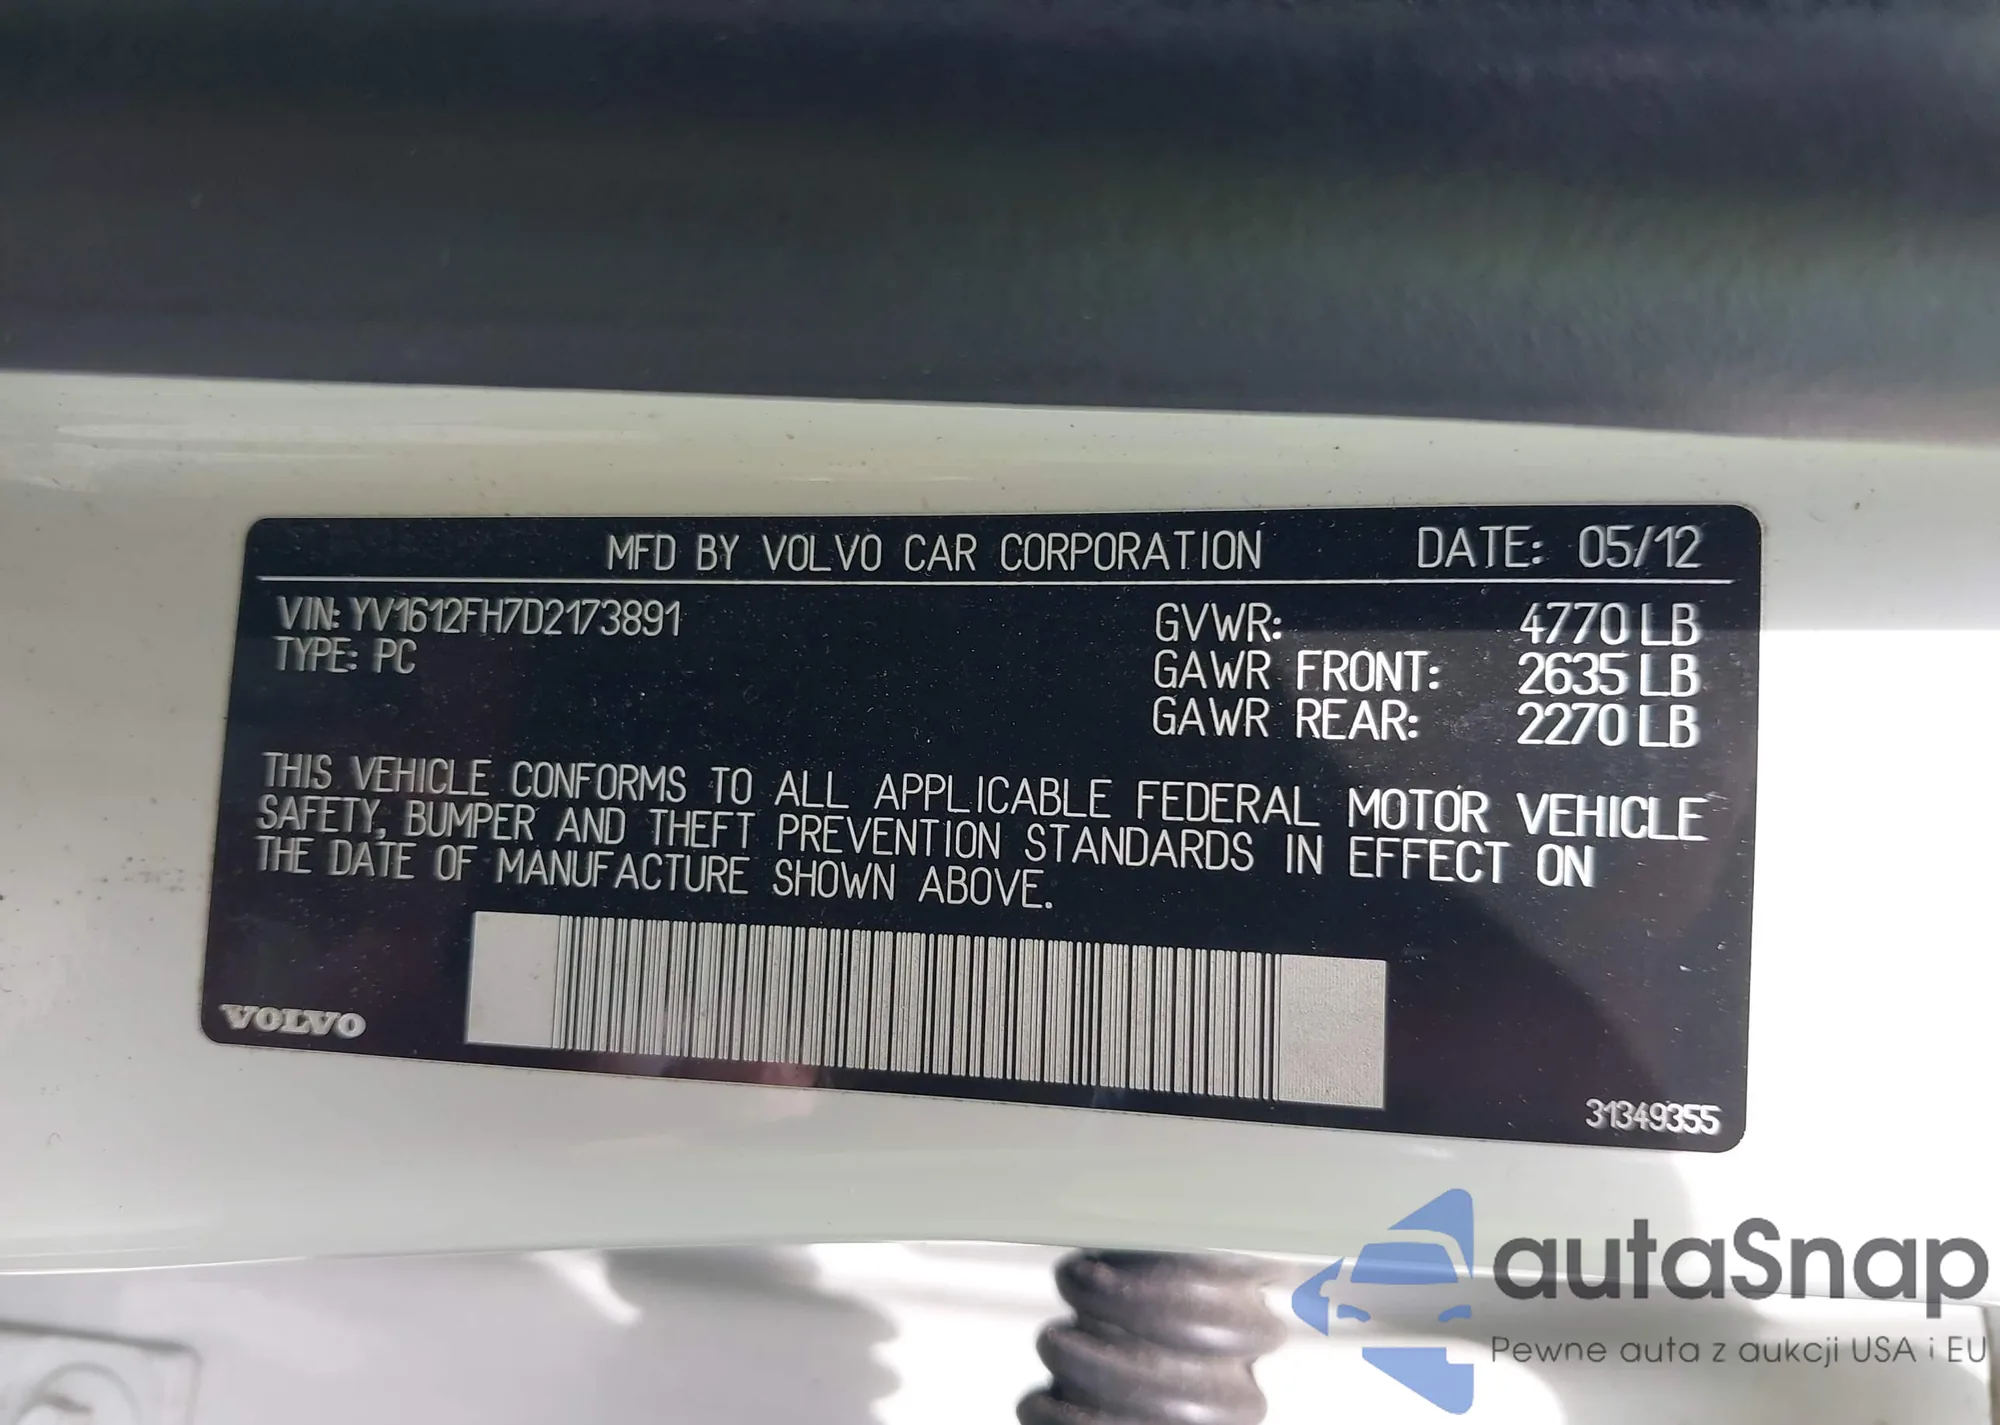 MFD BY VOLVO CAR CORPORATION DATE: 05/12
VIN: YV1612FH7D2173891 GVWR: 4770 LB
TYPE: PC GAWR FRONT: 2635 LB
GAWR REAR: 2270 LB
THIS VEHICLE CONFORMS TO ALL APPLICABLE FEDERAL MOTOR VEHICLE
SAFETY, BUMPER AND THEFT PREVENTION STANDARDS IN EFFECT ON
THE DATE OF MANUFACTURE SHOWN ABOVE.
VOLVO
31349355
autaSnap
Pewne auta z aukcji USA i EU